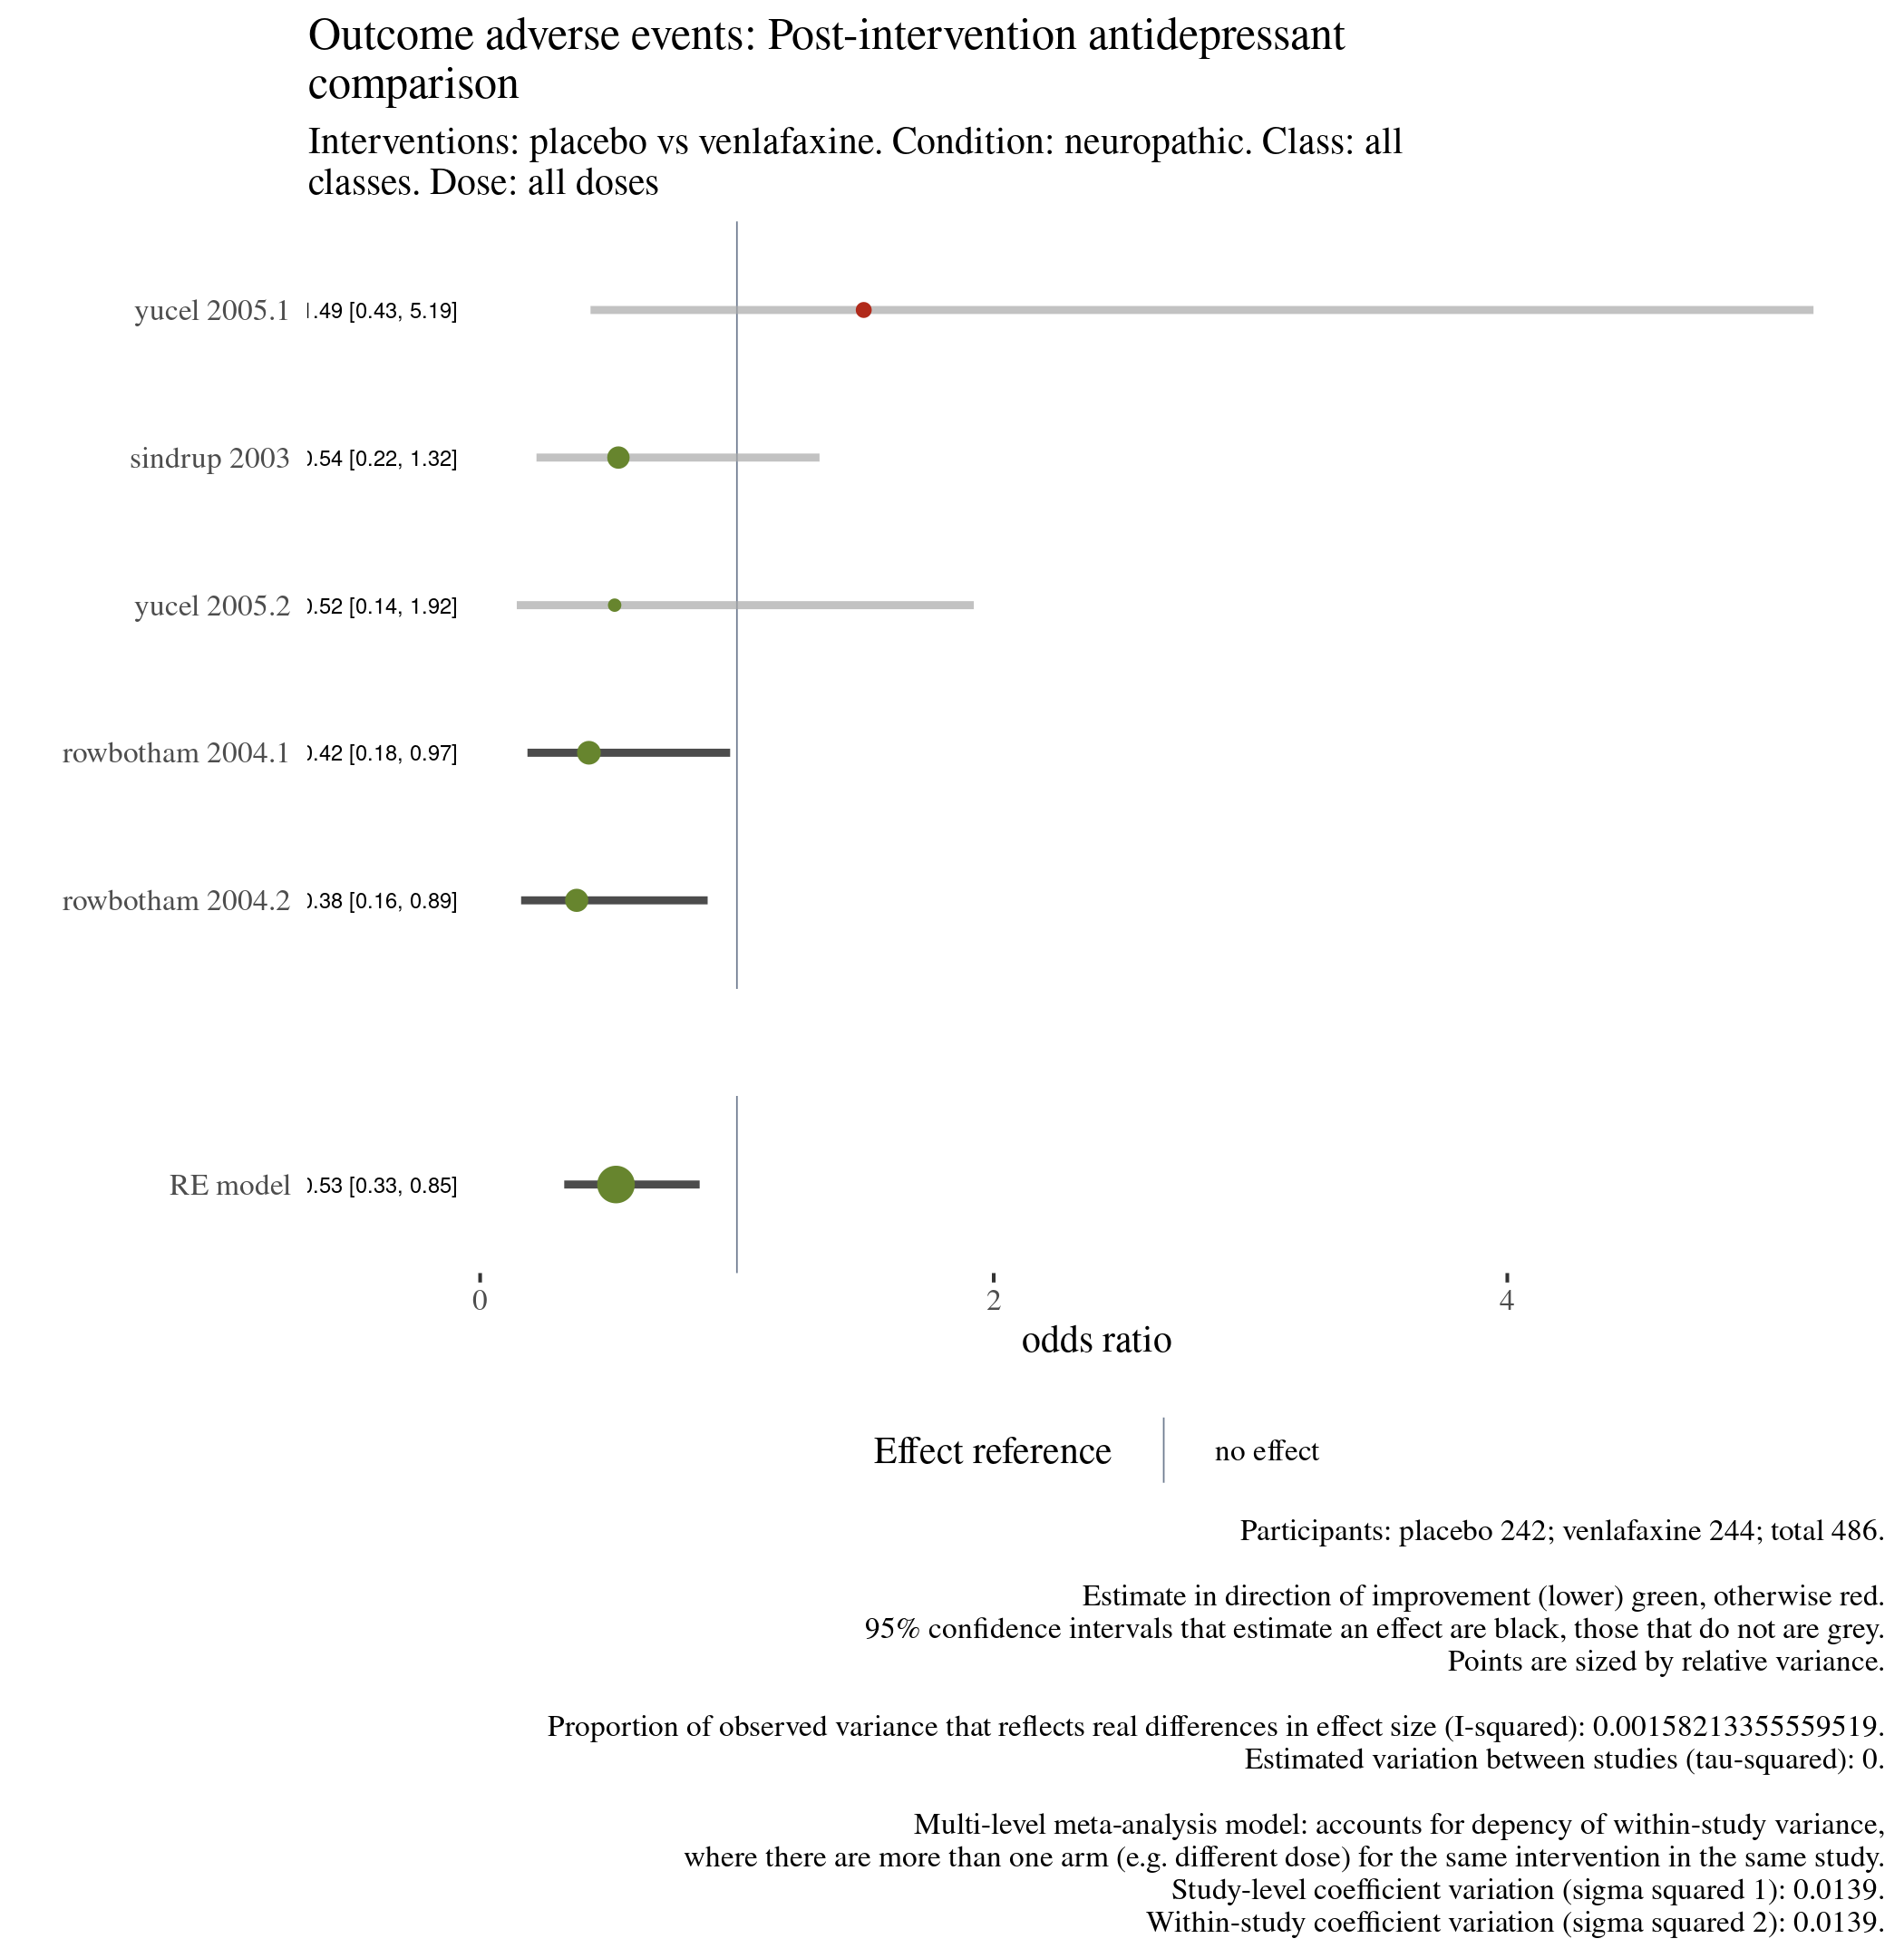 Outcome adverse events: Post-intervention antidepressant
comparison
Interventions: placebo vs venlafaxine. Condition: neuropathic. Class: all
classes. Dose: all doses
yucel 2005.1 1.49 [0.43, 5.19]
sindrup 2003 0.54 [0.22, 1.32]
yucel 2005.2 0.52 [0.14, 1.92]
rowbotham 2004.1 0.42 [0.18, 0.97]
rowbotham 2004.2 0.38 [0.16, 0.89]
RE model 0.53 [0.33, 0.85]
0 2 4
odds ratio
Effect reference no effect
Participants: placebo 242; venlafaxine 244; total 486.
Estimate in direction of improvement (lower) green, otherwise red.
95% confidence intervals that estimate an effect are black, those that do not are grey.
Points are sized by relative variance.
Proportion of observed variance that reflects real differences in effect size (I-squared): 0.00158213355559519.
Estimated variation between studies (tau-squared): 0.
Multi-level meta-analysis model: accounts for depency of within-study variance,
where there are more than one arm (e.g. different dose) for the same intervention in the same study.
Study-level coefficient variation (sigma squared 1): 0.0139.
Within-study coefficient variation (sigma squared 2): 0.0139.